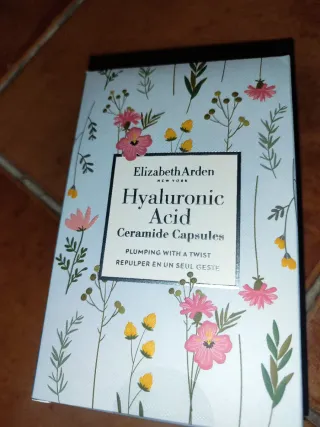 Elizabeth Arden
NEW YORK
Hyaluronic
Acid
Ceramide Capsules
PLUMPING WITH A TWIST
REPULPER EN UN SEUL GESTE